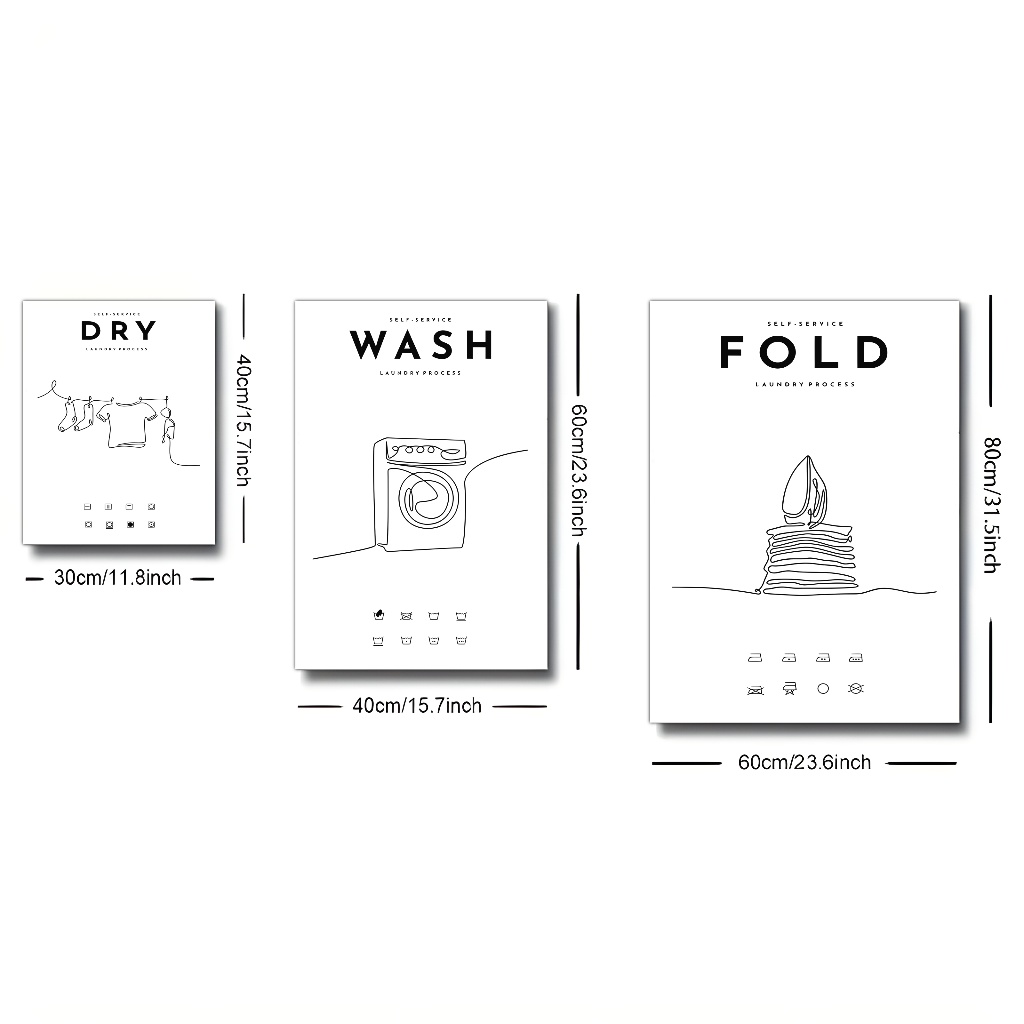 SELF-SERVICE
DRY
LAUNDRY PROCESS
40cm/15.7inch
30cm/11.8inch
SELF-SERVICE
WASH
LAUNDRY PROCESS
60cm/23.6inch
40cm/15.7inch
SELF-SERVICE
FOLD
LAUNDRY PROCESS
80cm/31.5inch
60cm/23.6inch